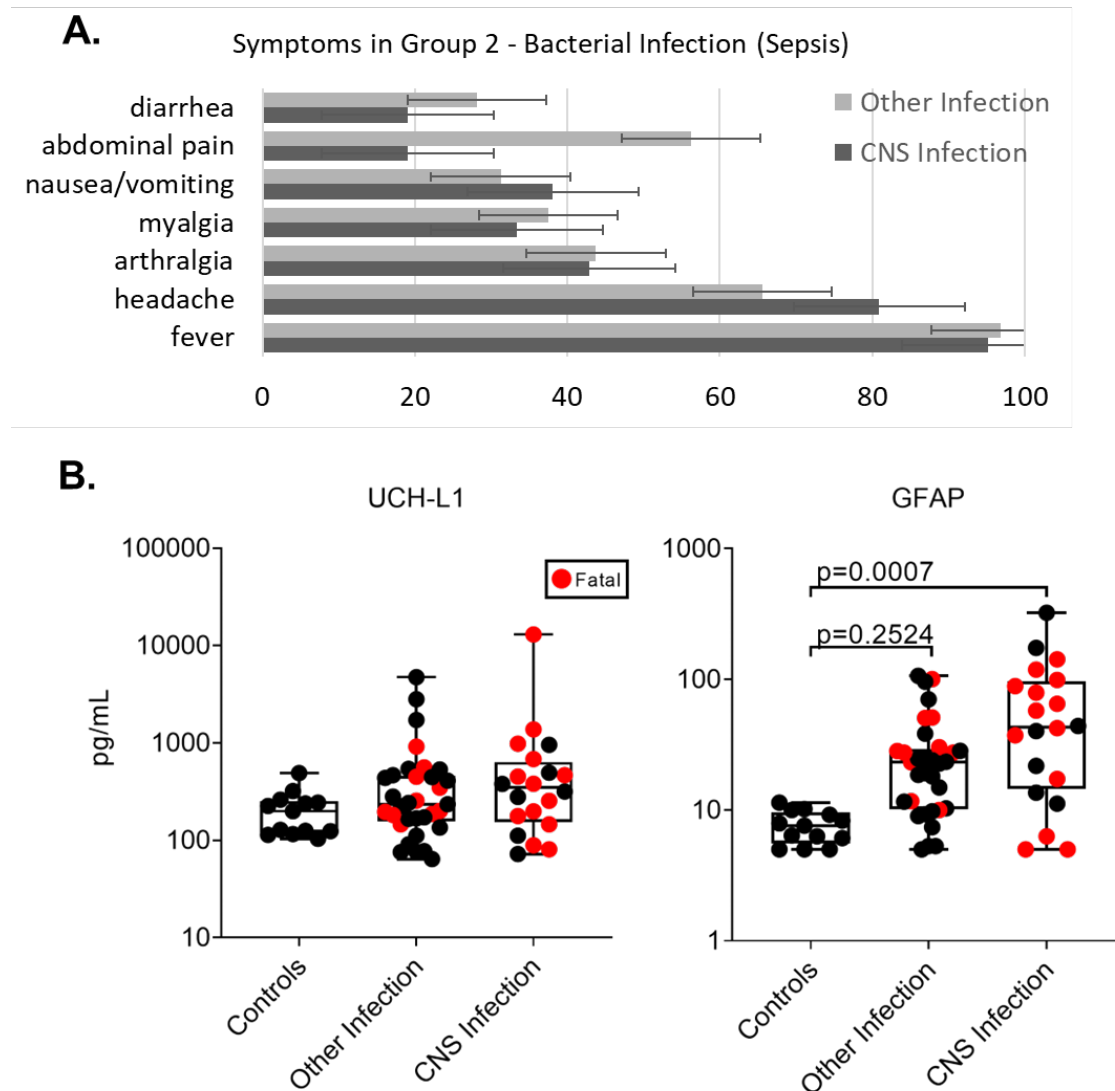 A.
Symptoms in Group 2 - Bacterial Infection (Sepsis)
Other Infection
CNS Infection
diarrhea
abdominal pain
nausea/vomiting
myalgia
arthralgia
headache
fever
0 20 40 60 80 100
B.
UCH-L1
pg/mL
100000
10000
1000
100
10
Fatal
Controls
Other Infection
CNS Infection
GFAP
1000
100
10
1
p=0.0007
p=0.2524
Controls
Other Infection
CNS Infection